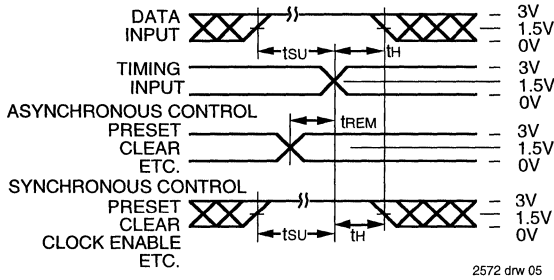 DATA
INPUT
3V
1.5V
0V
tSU
tH
TIMING
INPUT
3V
1.5V
0V
ASYNCHRONOUS CONTROL
PRESET
CLEAR
ETC.
tREM
3V
1.5V
0V
SYNCHRONOUS CONTROL
PRESET
CLEAR
CLOCK ENABLE
ETC.
tSU
tH
3V
1.5V
0V
2572 drw 05